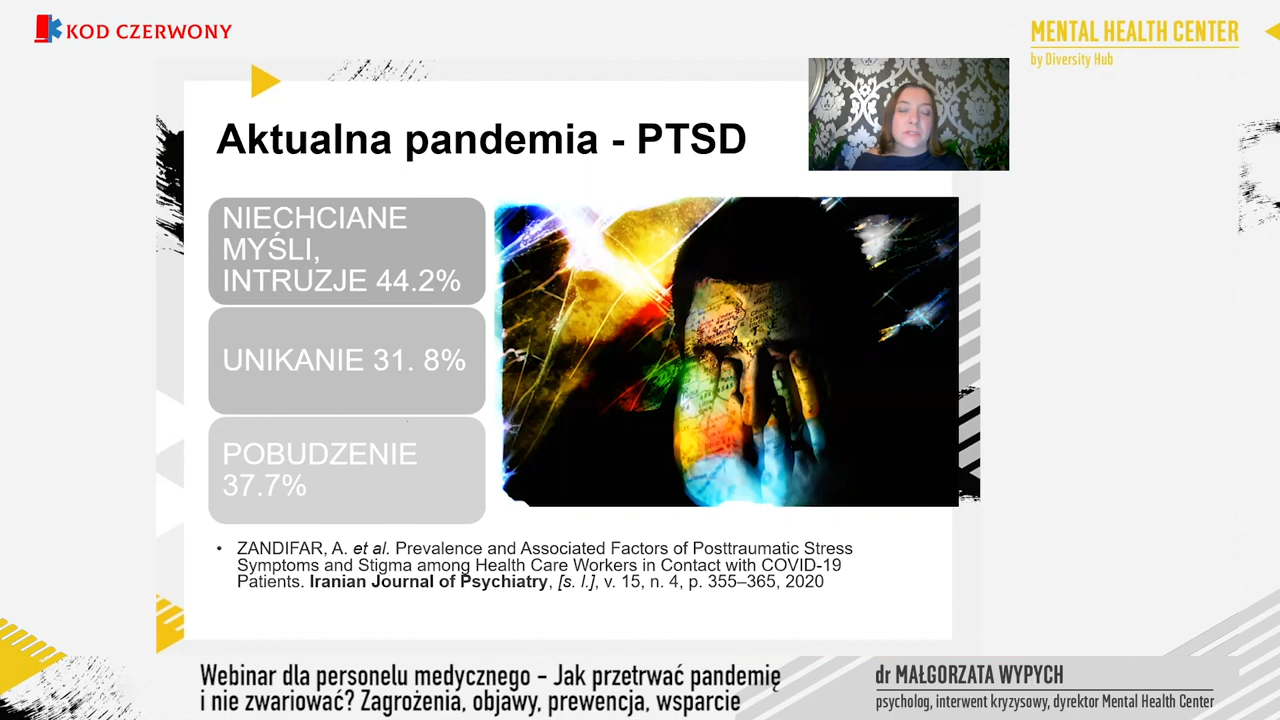 KOD CZERWONY
MENTAL HEALTH CENTER
by Diversity Hub
Aktualna pandemia - PTSD
NIECHCIANE
MYŚLI,
INTRUZJE 44.2%
UNIKANIE 31. 8%
POBUDZENIE
37.7%
• ZANDIFAR, A. et al. Prevalence and Associated Factors of Posttraumatic Stress
Symptoms and Stigma among Health Care Workers in Contact with COVID-19
Patients. Iranian Journal of Psychiatry, [s. l.], v. 15, n. 4, p. 355–365, 2020
Webinar dla personelu medycznego – Jak przetrwać pandemię
i nie zwariować? Zagrożenia, objawy, prewencja, wsparcie
dr MAŁGORZATA WYPYCH
psycholog, interwent kryzysowy, dyrektor Mental Health Center